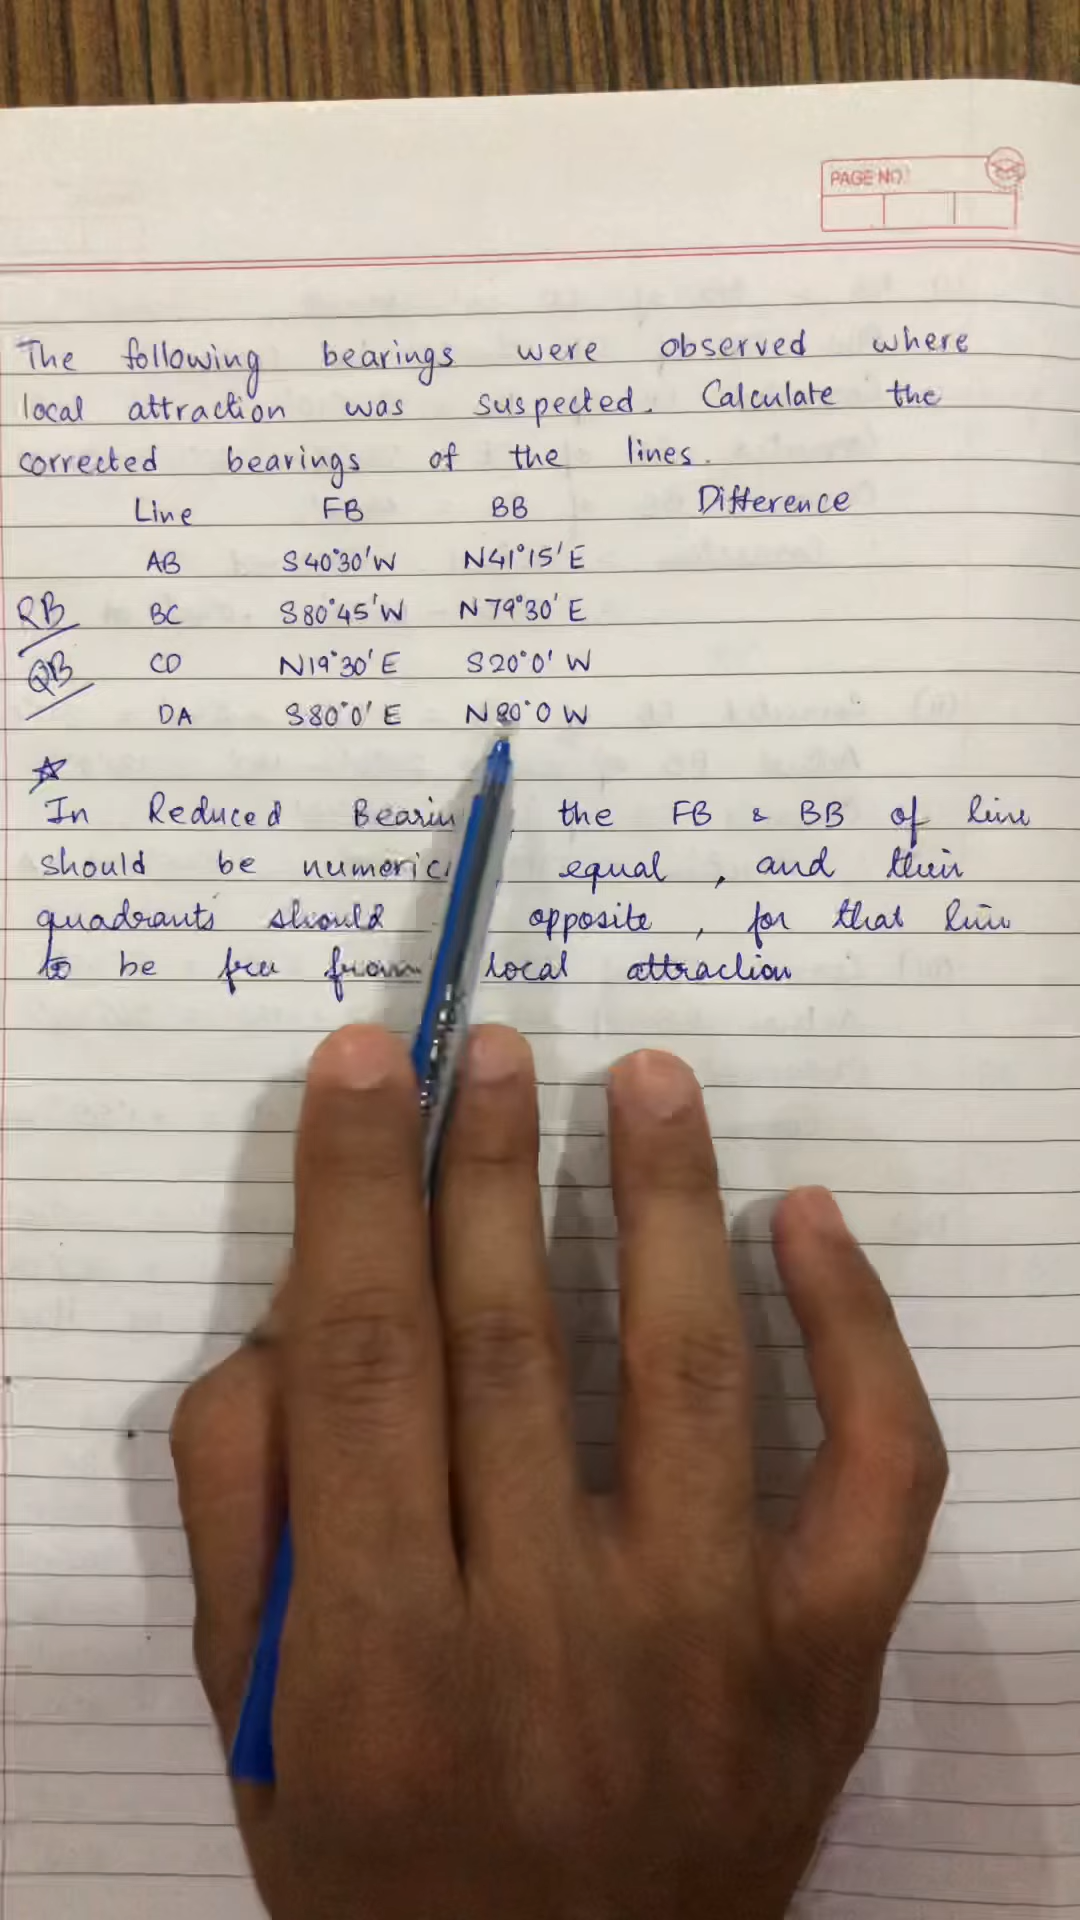 PAGE NO.
The following bearings were observed where
local attraction was suspected. Calculate the
corrected bearings of the lines.
Line FB BB Difference
AB S40°30'W N41°15'E
RB BC S80°45'W N79°30'E
QB CD N19°30'E S20°0'W
DA S80°0'E N80°0 W
☆
In Reduced the FB & BB of line
should be equal, and their
quadrants should opposite, for that line
to be free from local attraction